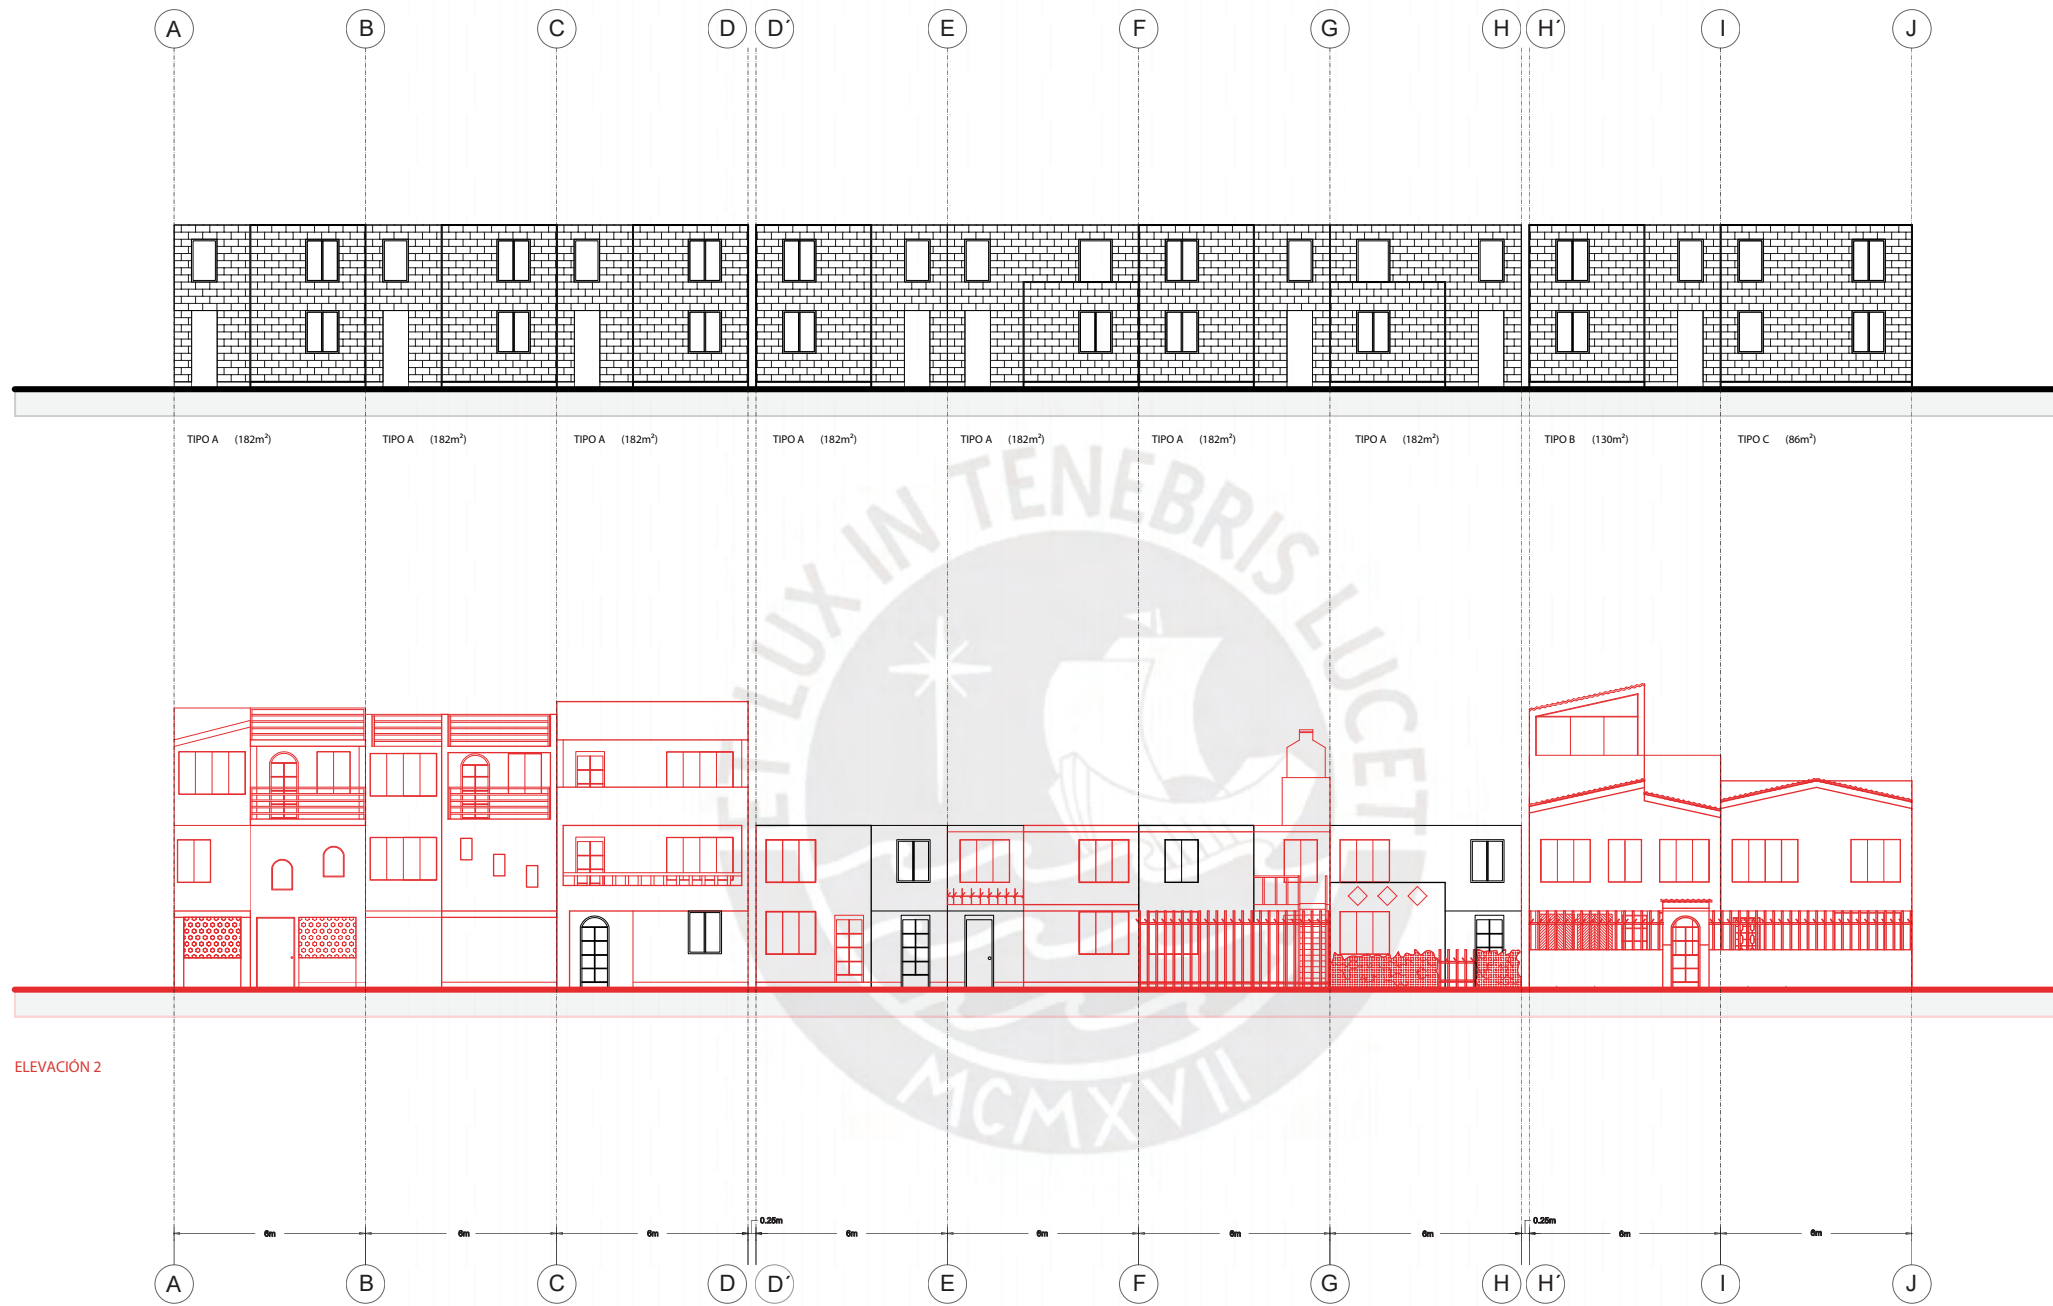 A B C D D´ E F G H H´ I J
TIPO A (182m²) TIPO A (182m²) TIPO A (182m²) TIPO A (182m²) TIPO A (182m²) TIPO A (182m²) TIPO A (182m²) TIPO B (130m²) TIPO C (86m²)
ET LUX IN TENEBRIS LUCET
MCMXVII
ELEVACIÓN 2
0.25m 0.25m
6m 6m 6m 6m 6m 6m 6m 6m 6m
A B C D D´ E F G H H´ I J